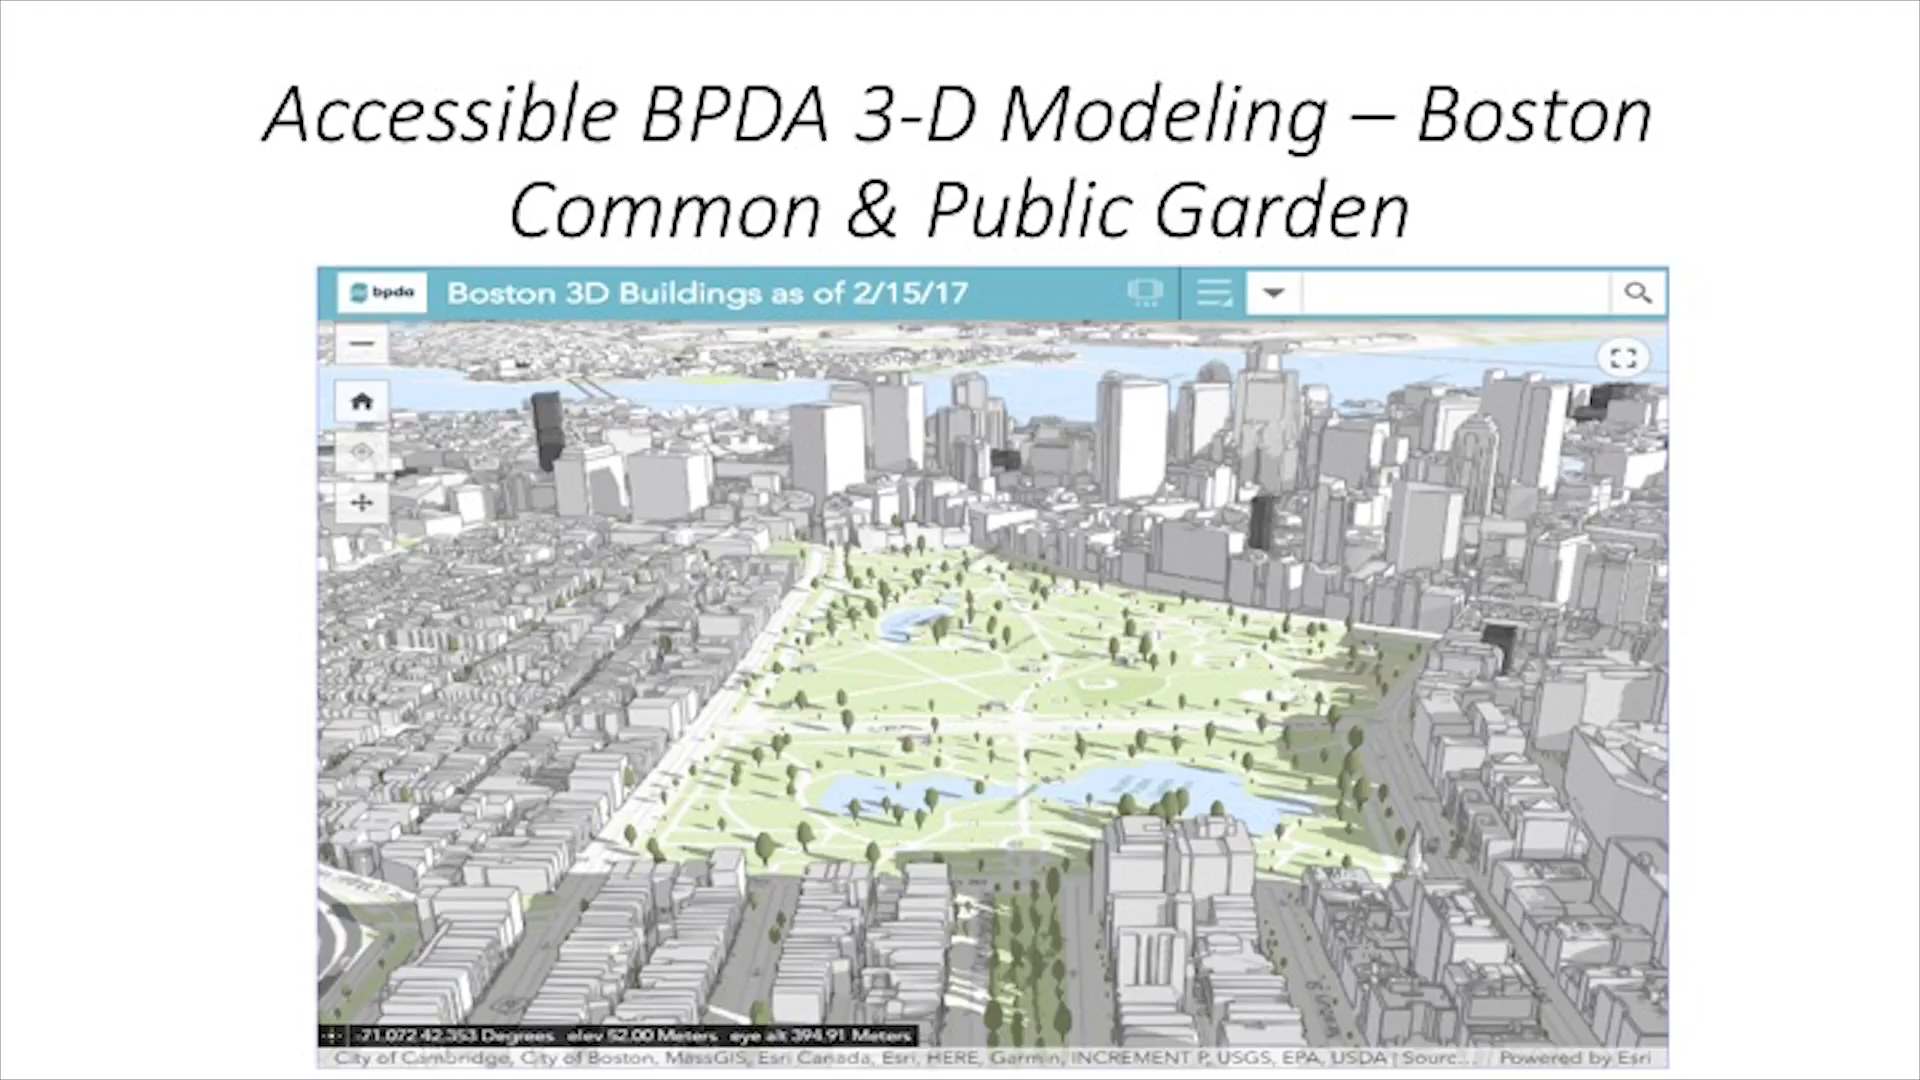 Accessible BPDA 3-D Modeling – Boston
Common & Public Garden
bpda
Boston 3D Buildings as of 2/15/17
-71.072 42.353 Degrees elev 52.00 Meters eye alt 394.91 Meters
City of Cambridge, City of Boston, MassGIS, Esri Canada, Esri, HERE, Garmin, INCREMENT P, USGS, EPA, USDA | Sourc... Powered by Esri